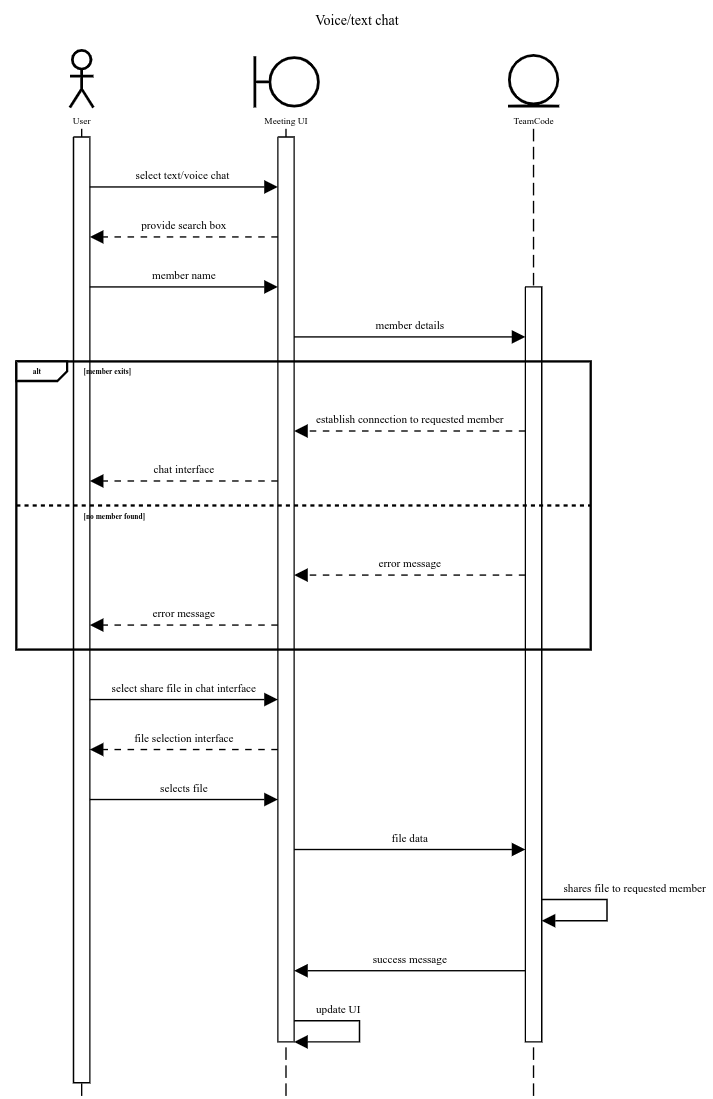 Voice/text chat
User
Meeting UI
TeamCode
select text/voice chat
provide search box
member name
member details
alt
[member exits]
establish connection to requested member
chat interface
[no member found]
error message
error message
select share file in chat interface
file selection interface
selects file
file data
shares file to requested member
success message
update UI